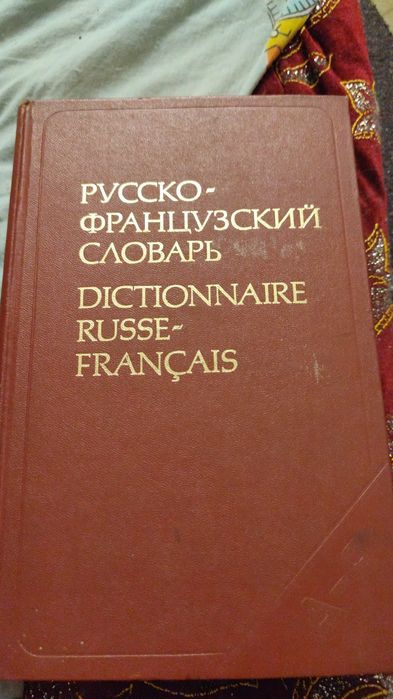 РУССКО-
ФРАНЦУЗСКИЙ
СЛОВАРЬ
DICTIONNAIRE
RUSSE-
FRANÇAIS